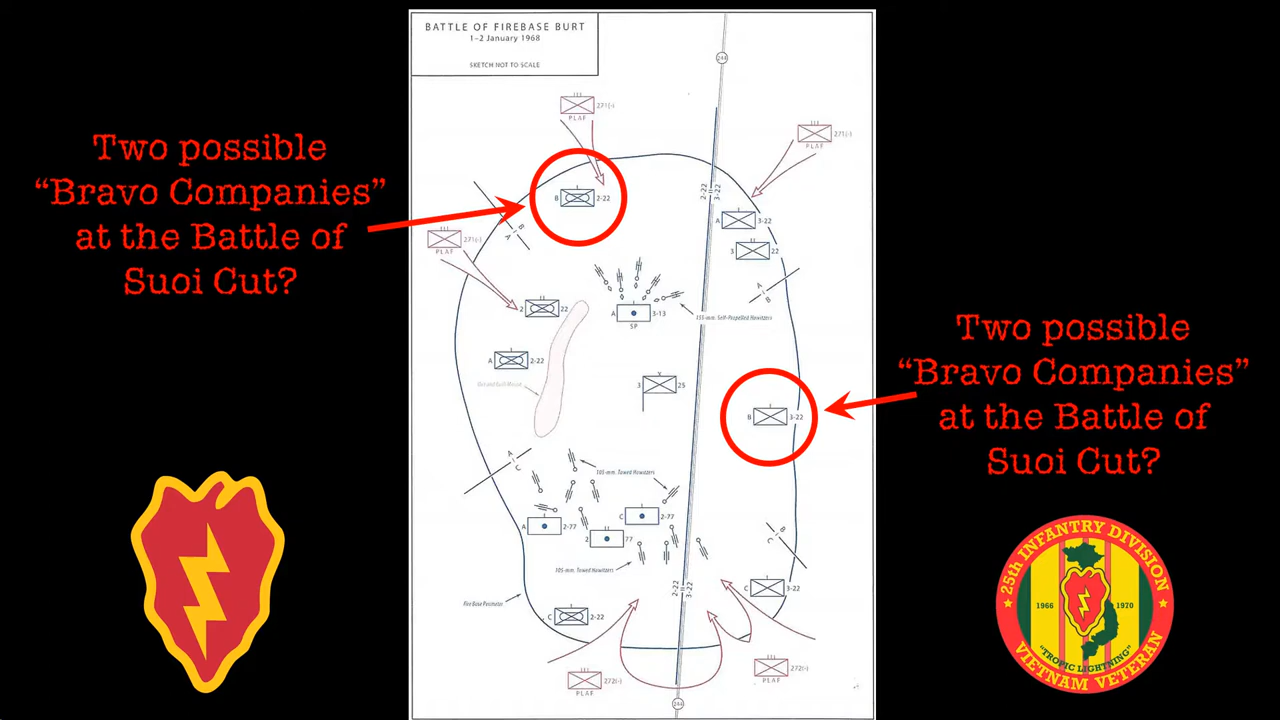 BATTLE OF FIREBASE BURT
1–2 January 1968
SKETCH NOT TO SCALE
Two possible
“Bravo Companies”
at the Battle of
Suoi Cut?
Two possible
“Bravo Companies”
at the Battle of
Suoi Cut?
244
III
271(-)
PLAF
III
271(-)
PLAF
III
271(-)
PLAF
B 2-22
2-22
3-22
A 3-22
3 22
B
A
A
B
2 22
A 3-13
SP
155-mm. Self-Propelled Howitzers
A 2-22
X
3 25
B 3-22
A
C
105-mm. Towed Howitzers
A 2-77
C 2-77
2 77
B
C
105-mm. Towed Howitzers
2-22
3-22
C 3-22
Fire Base Perimeter
C 2-22
III
272(-)
PLAF
III
272(-)
PLAF
244
25th INFANTRY DIVISION
1966 1970
"TROPIC LIGHTNING"
VIETNAM VETERAN